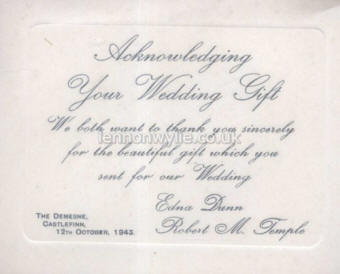 Acknowledging
Your Wedding Gift
We both want to thank you sincerely
lennonwylie.co.uk
for the beautiful gift which you
sent for our Wedding
Edna Dunn
Robert M. Temple
The Demesne,
Castlefinn,
12th October, 1943.